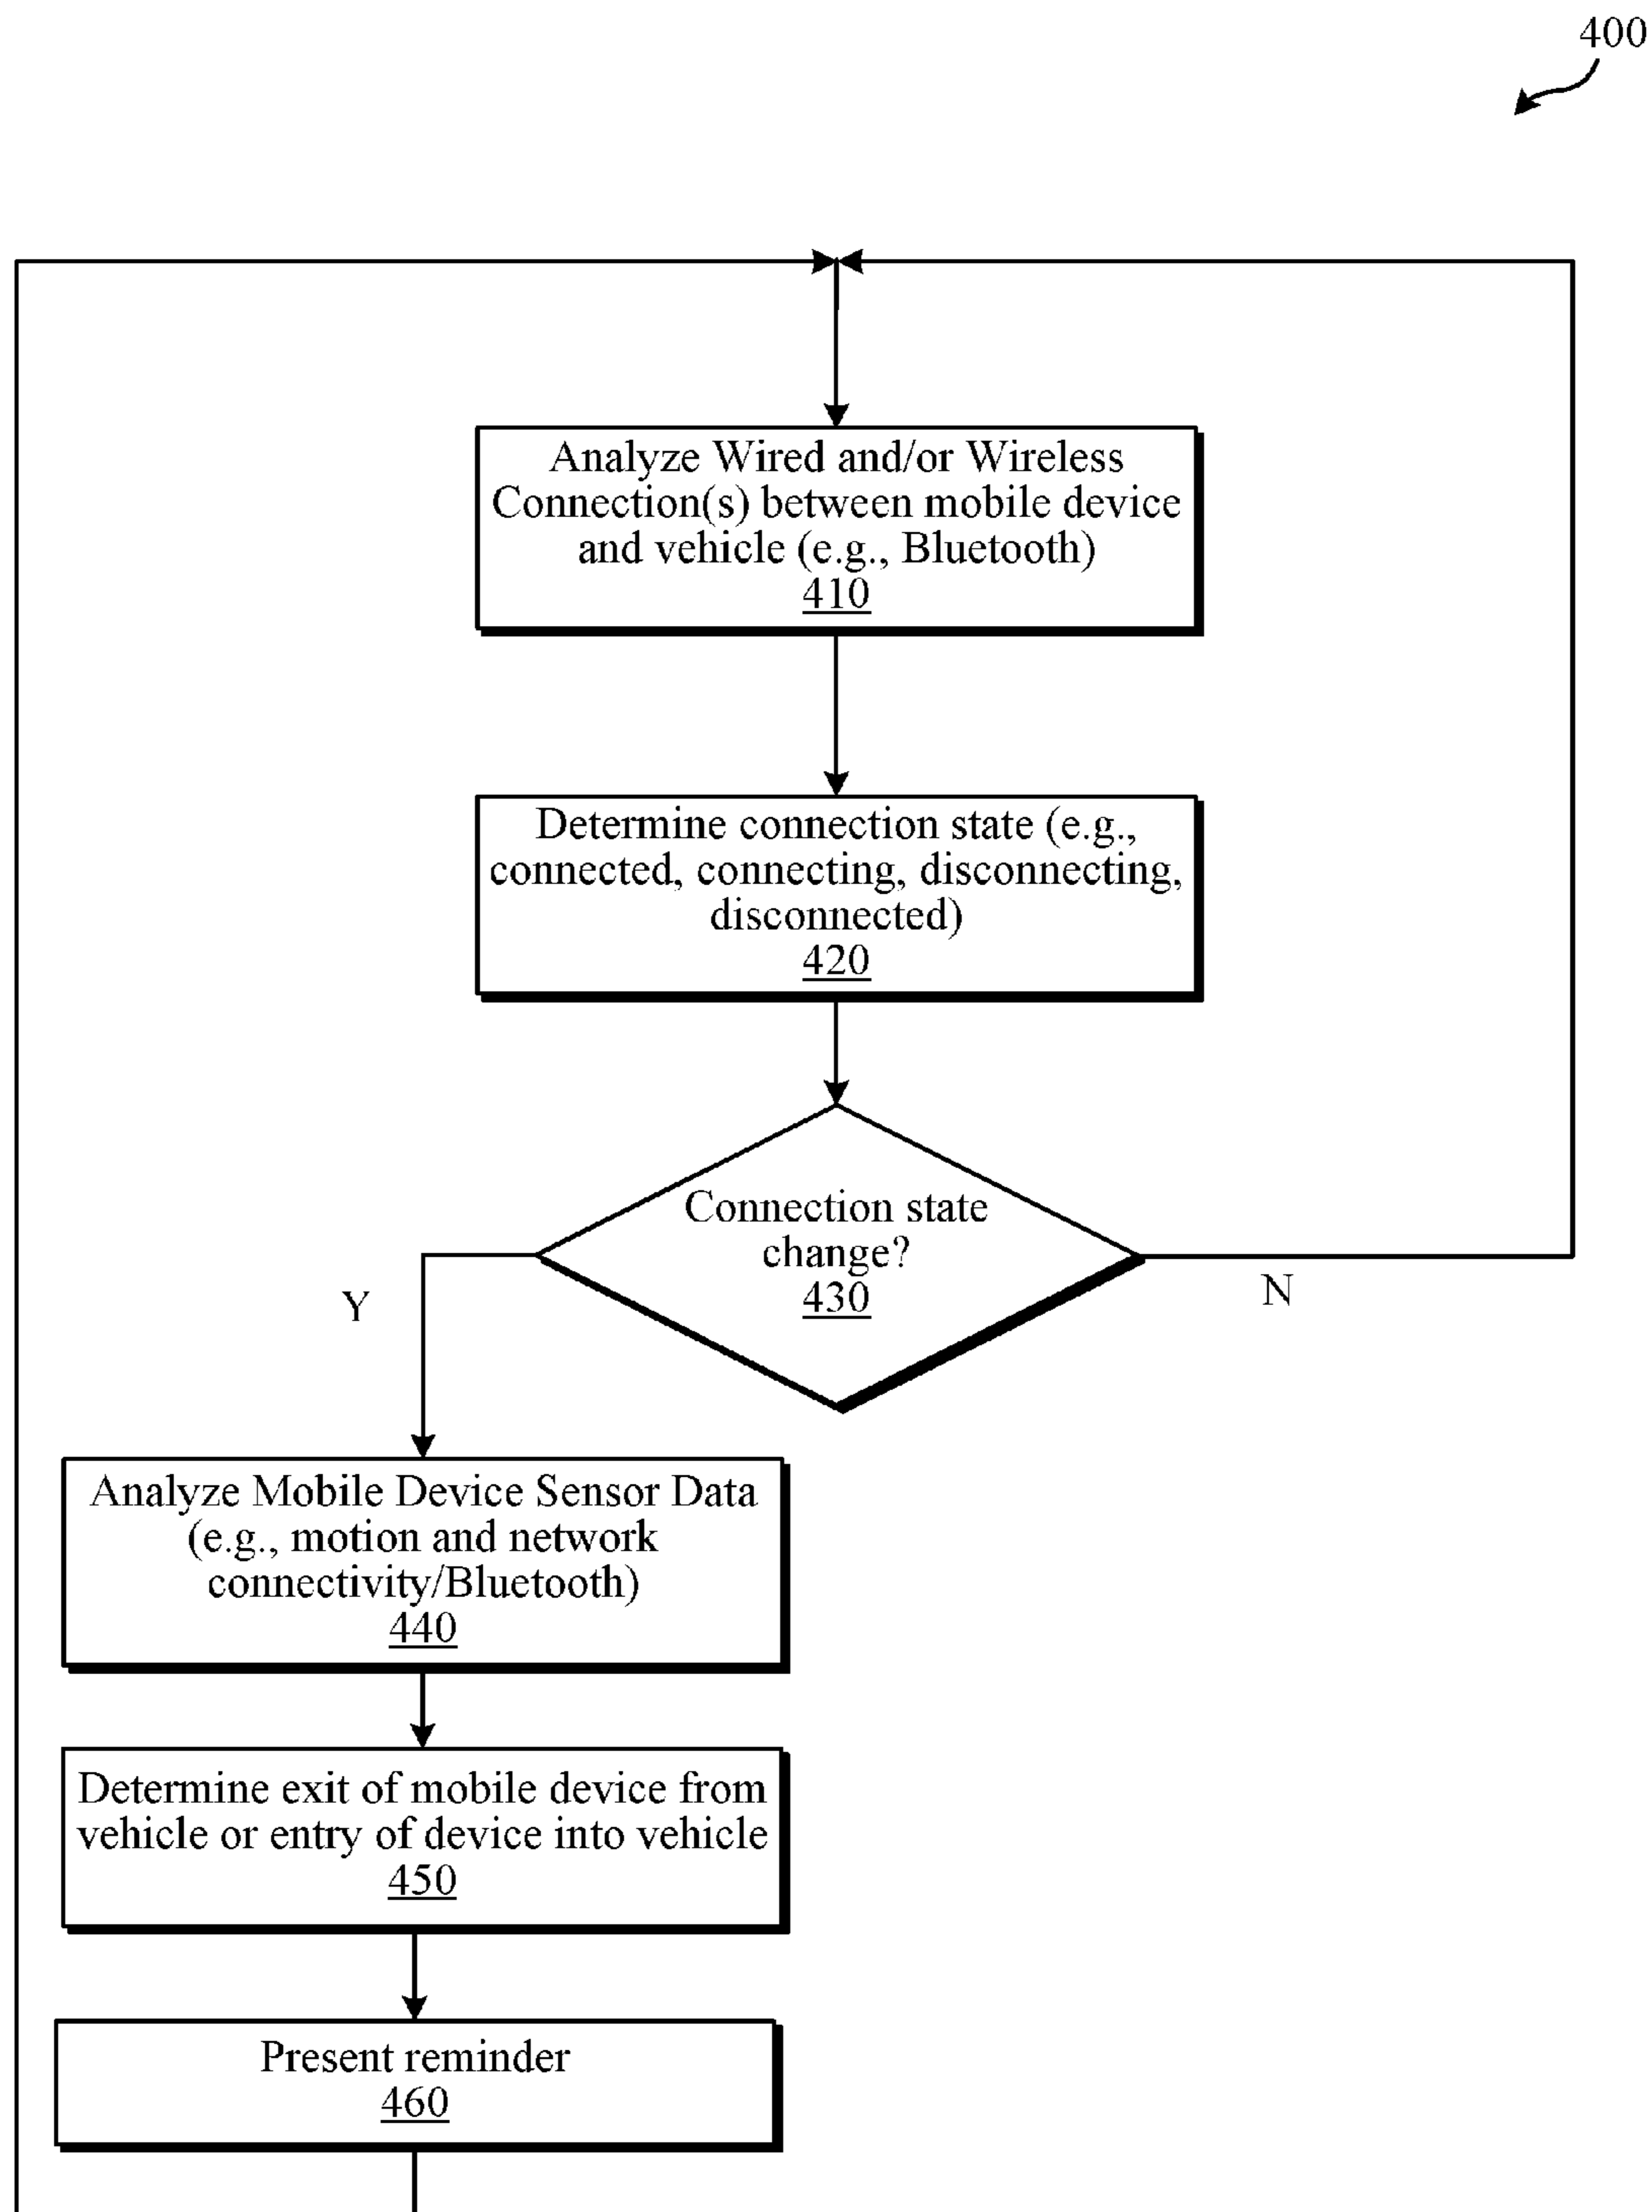 400
Analyze Wired and/or Wireless
Connection(s) between mobile device
and vehicle (e.g., Bluetooth)
410
Determine connection state (e.g.,
connected, connecting, disconnecting,
disconnected)
420
Connection state
change?
430
Y
N
Analyze Mobile Device Sensor Data
(e.g., motion and network
connectivity/Bluetooth)
440
Determine exit of mobile device from
vehicle or entry of device into vehicle
450
Present reminder
460